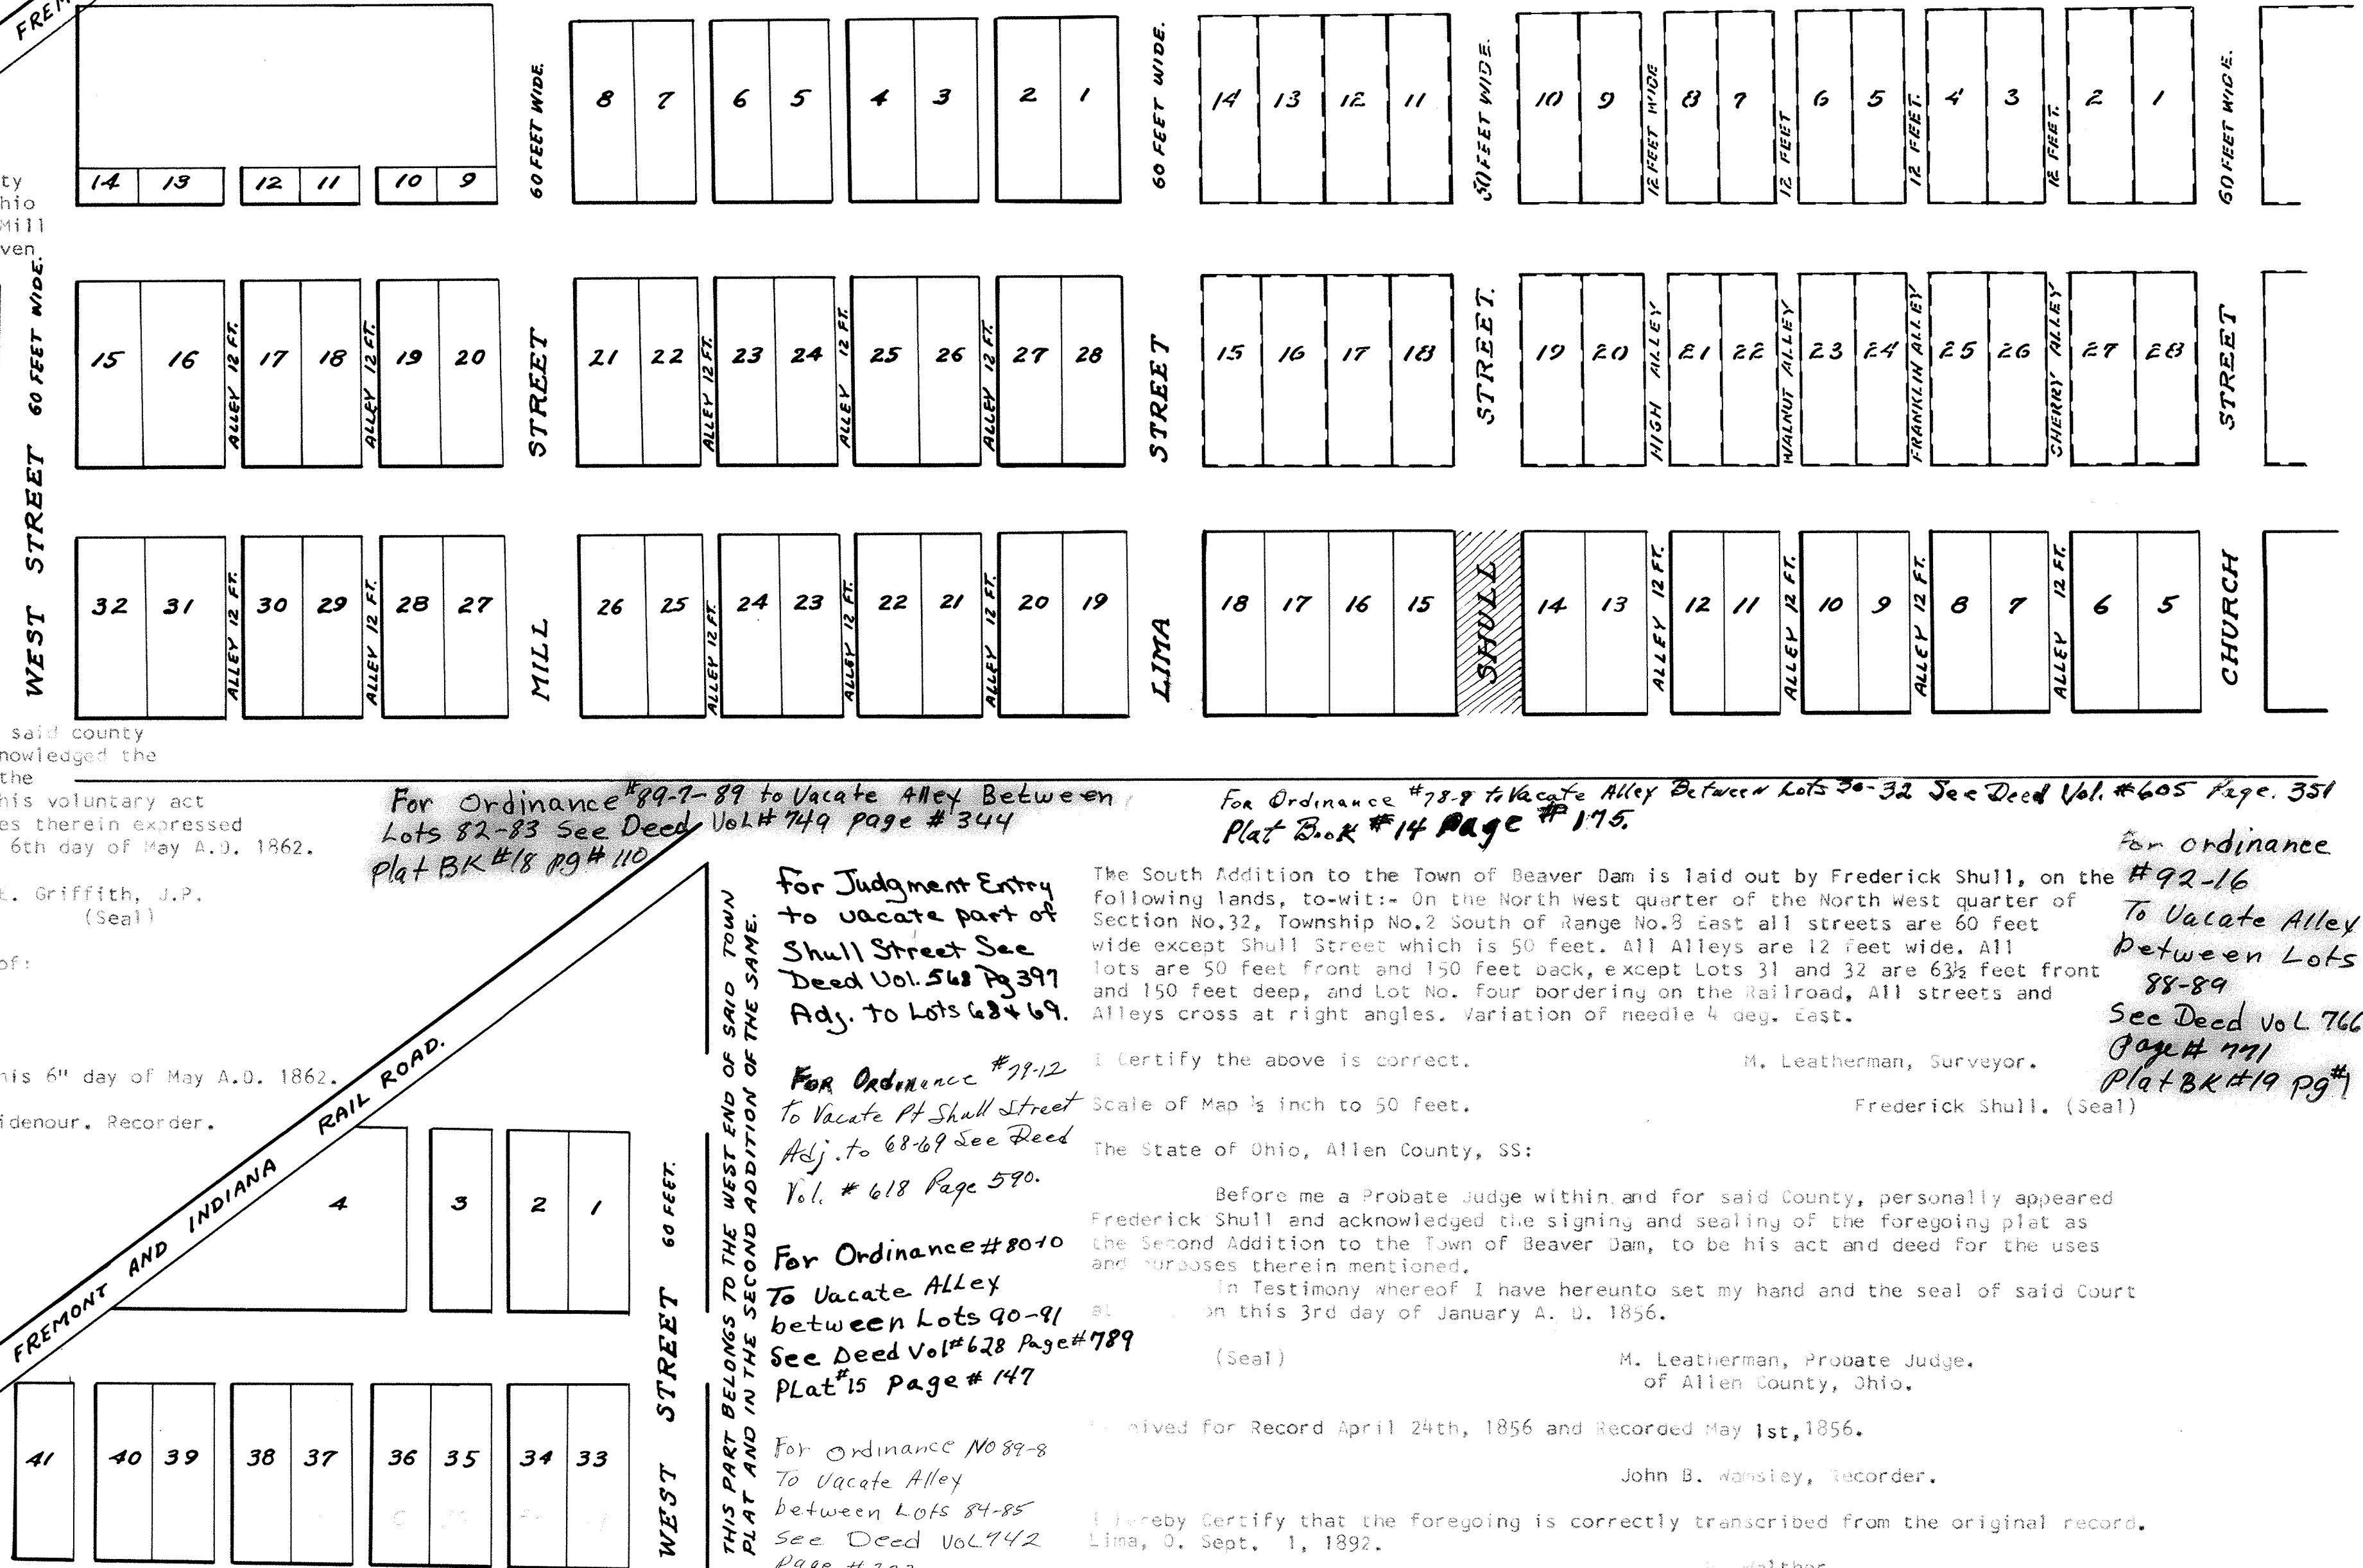 FREM
60 FEET WIDE.
60 FEET WIDE.
50 FEET WIDE.
12 FEET WIDE
12 FEET
12 FEET.
12 FEET.
60 FEET WIDE.
8 7 6 5 4 3 2 1
14 13 12 11 10 9 8 7 6 5 4 3 2 1
14 13 12 11 10 9
ty
hio
Mill
ven
WEST STREET 60 FEET WIDE.
15 16 ALLEY 12 FT. 17 18 ALLEY 12 FT. 19 20
STREET
21 22 ALLEY 12 FT. 23 24 ALLEY 12 FT. 25 26 ALLEY 12 FT. 27 28
STREET
15 16 17 18
STREET.
19 20 HIGH ALLEY 21 22 WALNUT ALLEY 23 24 FRANKLIN ALLEY 25 26 CHERRY ALLEY 27 28
STREET
32 31 ALLEY 12 FT. 30 29 ALLEY 12 FT. 28 27
MILL
26 25 ALLEY 12 FT. 24 23 ALLEY 12 FT. 22 21 ALLEY 12 FT. 20 19
LIMA
18 17 16 15
SHULL
14 13 ALLEY 12 FT. 12 11 ALLEY 12 FT. 10 9 ALLEY 12 FT. 8 7 ALLEY 12 FT. 6 5
CHURCH
said county
nowledged the
the
his voluntary act
es therein expressed
6th day of May A.D. 1862.
t. Griffith, J.P.
(Seal)
of:
his 6" day of May A.D. 1862.
idenour. Recorder.
For Ordinance #89-7-89 to Vacate Alley Between
Lots 82-83 See Deed Vol# 749 page # 344
Plat BK #18 pg# 110
For Ordinance #78-8 to Vacate Alley Between Lots 30-32 See Deed Vol. #605 Page. 351
Plat Book #14 Page #175.
FREMONT AND INDIANA RAIL ROAD.
4 3 2 1
41 40 39 38 37 36 35 34 33
WEST STREET 60 FEET.
THIS PART BELONGS TO THE WEST END OF SAID TOWN
PLAT AND IN THE SECOND ADDITION OF THE SAME.
For Judgment Entry
to vacate part of
Shull Street See
Deed Vol. 568 Pg 397
Adj. to Lots 68 & 69.
For Ordinance #79-12
To Vacate Pt Shull Street
Adj. to 68-69 See Deed
Vol. # 618 Page 590.
For Ordinance #80-10
To Vacate Alley
between Lots 90-91
See Deed Vol# 628 Page# 789
PLat #15 Page # 147
For Ordinance NO 89-8
To Vacate Alley
between Lots 84-85
See Deed Vol 742
The South Addition to the Town of Beaver Dam is laid out by Frederick Shull, on the
following lands, to-wit:- On the North West quarter of the North West quarter of
Section No.32, Township No.2 South of Range No.8 East all streets are 60 feet
wide except Shull Street which is 50 feet. All Alleys are 12 feet wide. All
lots are 50 feet front and 150 feet back, except Lots 31 and 32 are 63½ feet front
and 150 feet deep, and Lot No. four bordering on the Railroad, All streets and
Alleys cross at right angles. Variation of needle 4 deg. East.
I Certify the above is correct. M. Leatherman, Surveyor.
Scale of Map ½ inch to 50 feet. Frederick Shull. (Seal)
The State of Ohio, Allen County, SS:
Before me a Probate Judge within and for said County, personally appeared
Frederick Shull and acknowledged the signing and sealing of the foregoing plat as
the Second Addition to the Town of Beaver Dam, to be his act and deed for the uses
and purposes therein mentioned.
In Testimony whereof I have hereunto set my hand and the seal of said Court
on this 3rd day of January A. D. 1856.
(Seal) M. Leatherman, Probate Judge.
of Allen County, Ohio.
eived for Record April 24th, 1856 and Recorded May 1st, 1856.
John B. Wamsley, Recorder.
I hereby Certify that the foregoing is correctly transcribed from the original record.
Lima, O. Sept. 1, 1892.
For ordinance
#92-16
To Vacate Alley
between Lots
88-89
See Deed Vol 766
Page# 771
Plat BK #19 pg#1